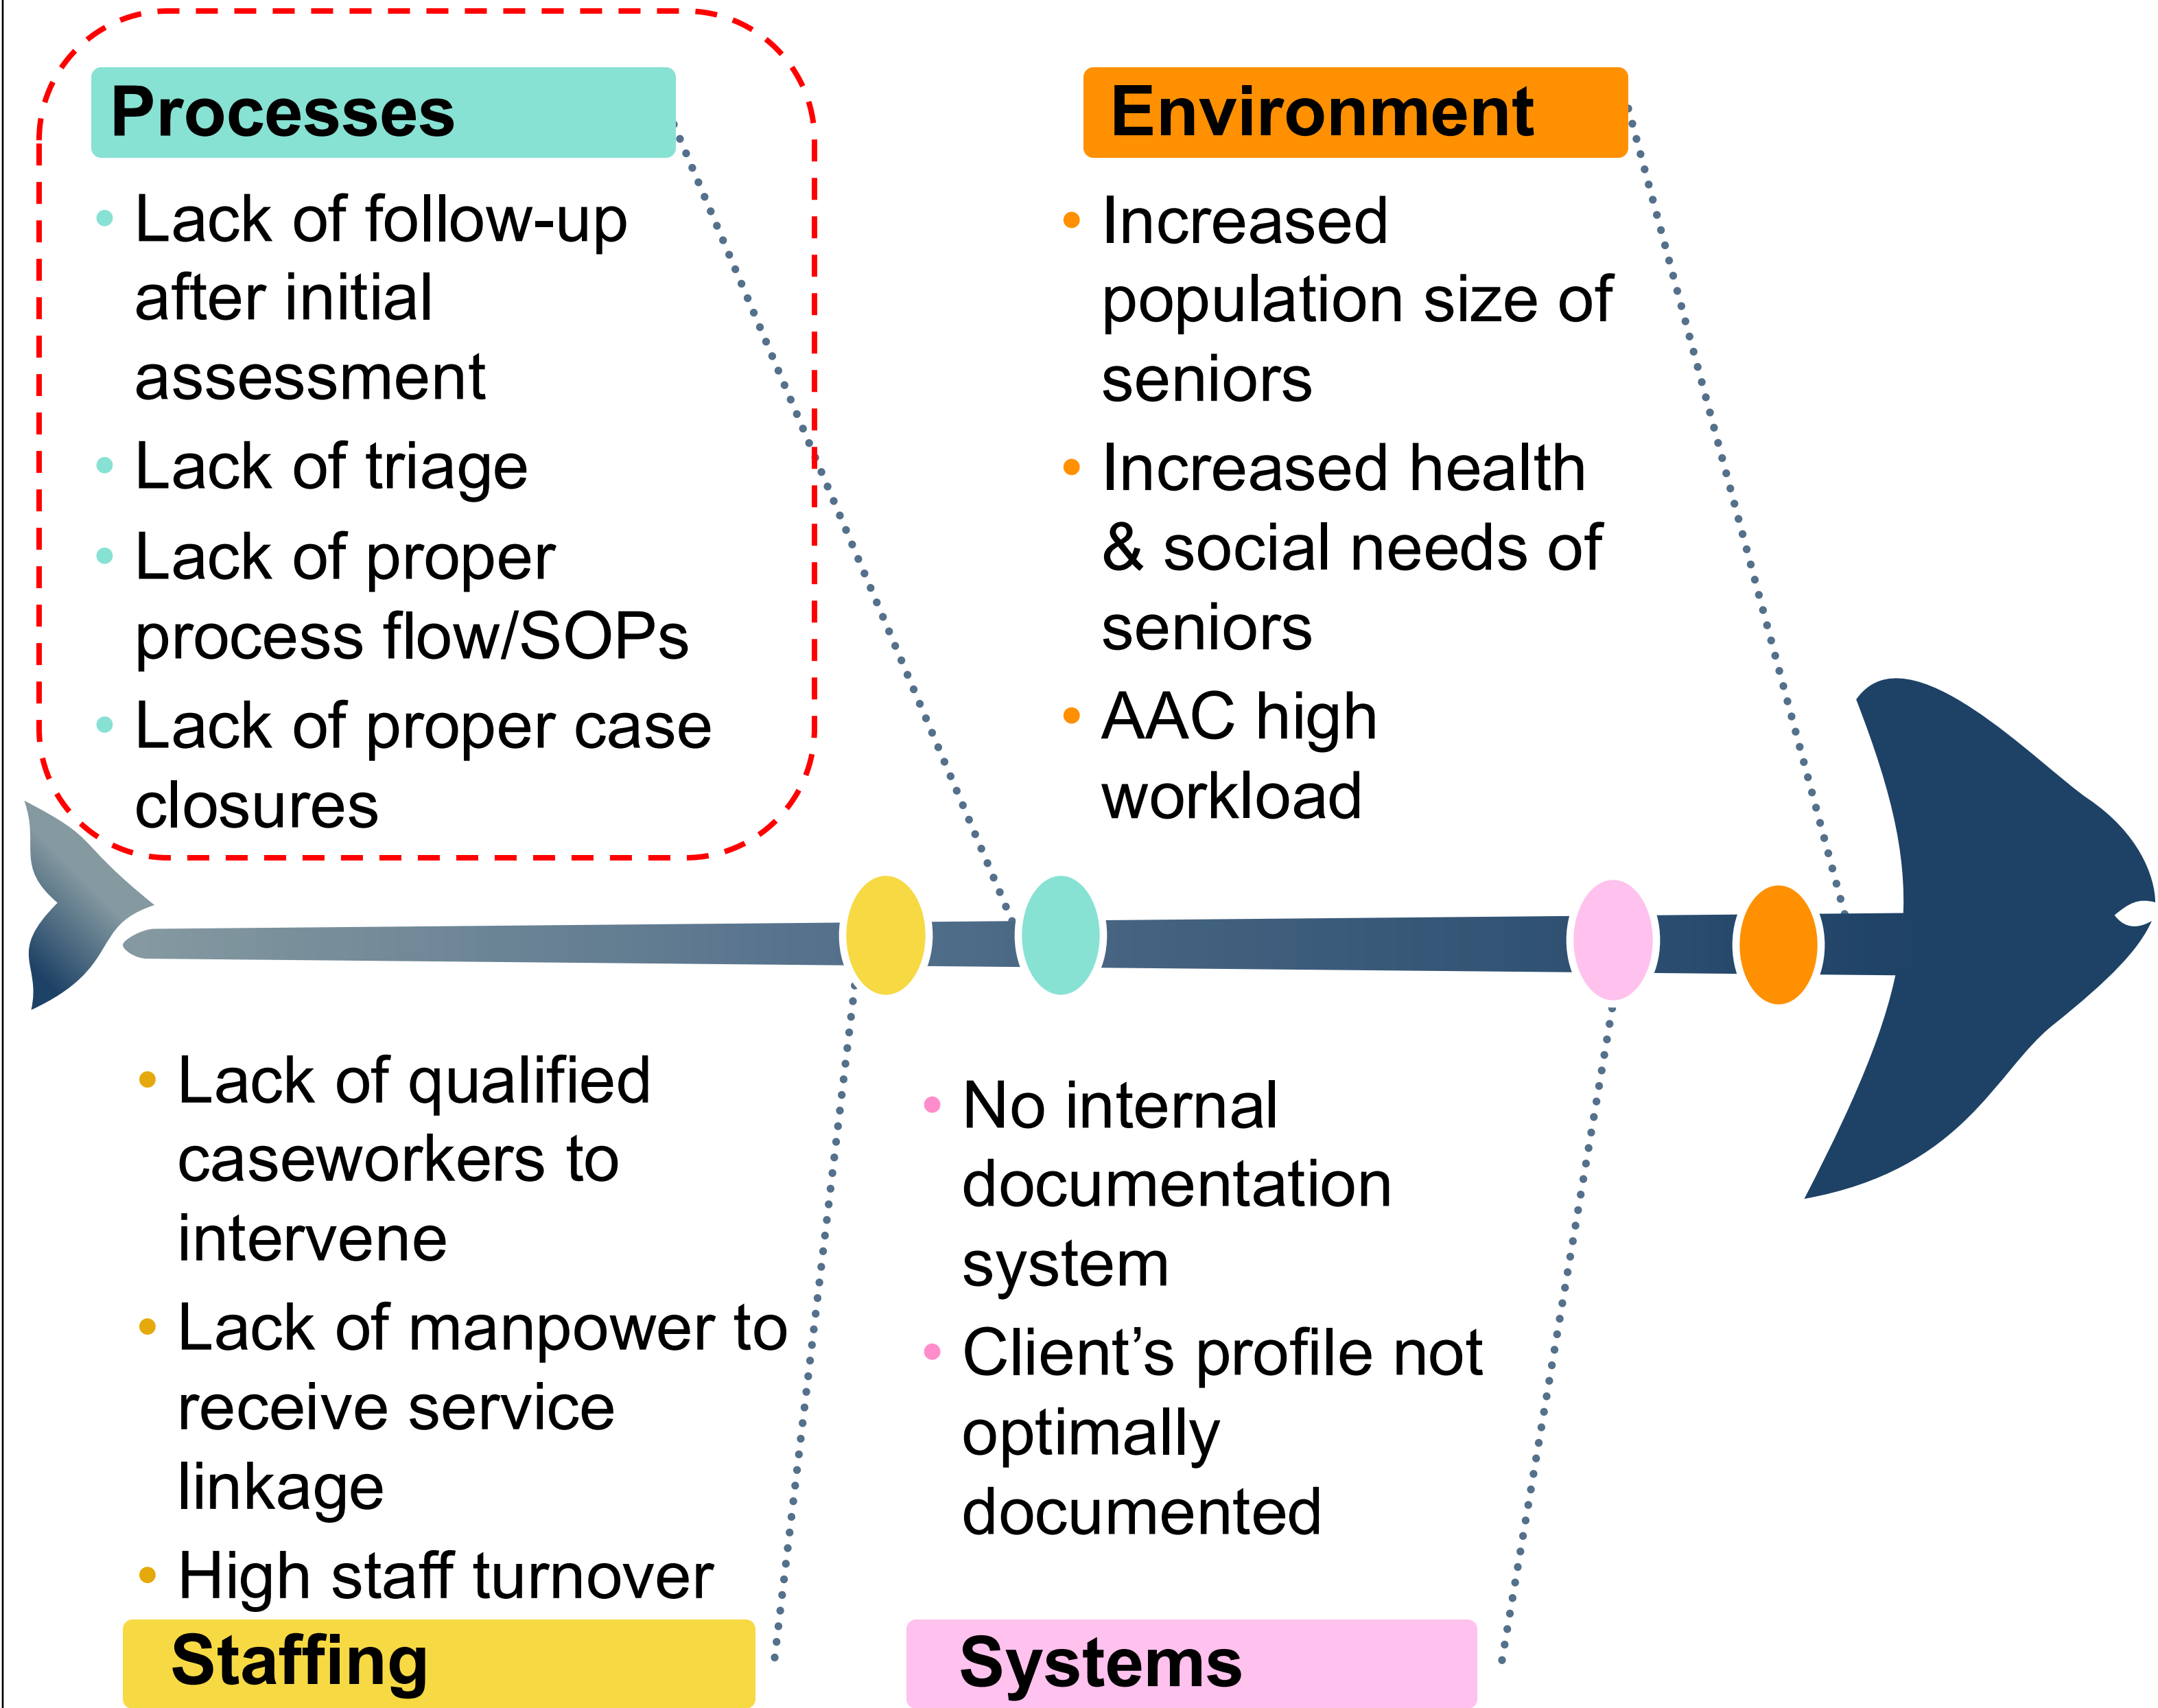 Processes
• Lack of follow-up
after initial
assessment
• Lack of triage
• Lack of proper
process flow/SOPs
• Lack of proper case
closures
Environment
• Increased
population size of
seniors
• Increased health
& social needs of
seniors
• AAC high
workload
• Lack of qualified
caseworkers to
intervene
• Lack of manpower to
receive service
linkage
• High staff turnover
Staffing
• No internal
documentation
system
• Client’s profile not
optimally
documented
Systems